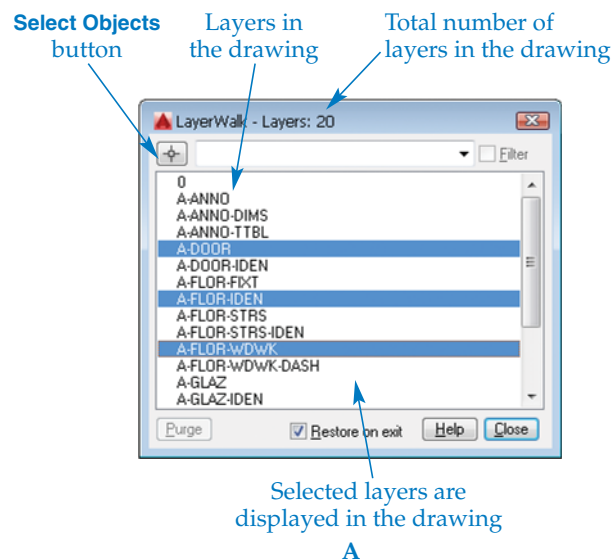 Select Objects
button
Layers in
the drawing
Total number of
layers in the drawing
LayerWalk - Layers: 20
Filter
0
A-ANNO
A-ANNO-DIMS
A-ANNO-TTBL
A-DOOR
A-DOOR-IDEN
A-FLOR-FIXT
A-FLOR-IDEN
A-FLOR-STRS
A-FLOR-STRS-IDEN
A-FLOR-WDWK
A-FLOR-WDWK-DASH
A-GLAZ
A-GLAZ-IDEN
Purge
Restore on exit
Help
Close
Selected layers are
displayed in the drawing
A